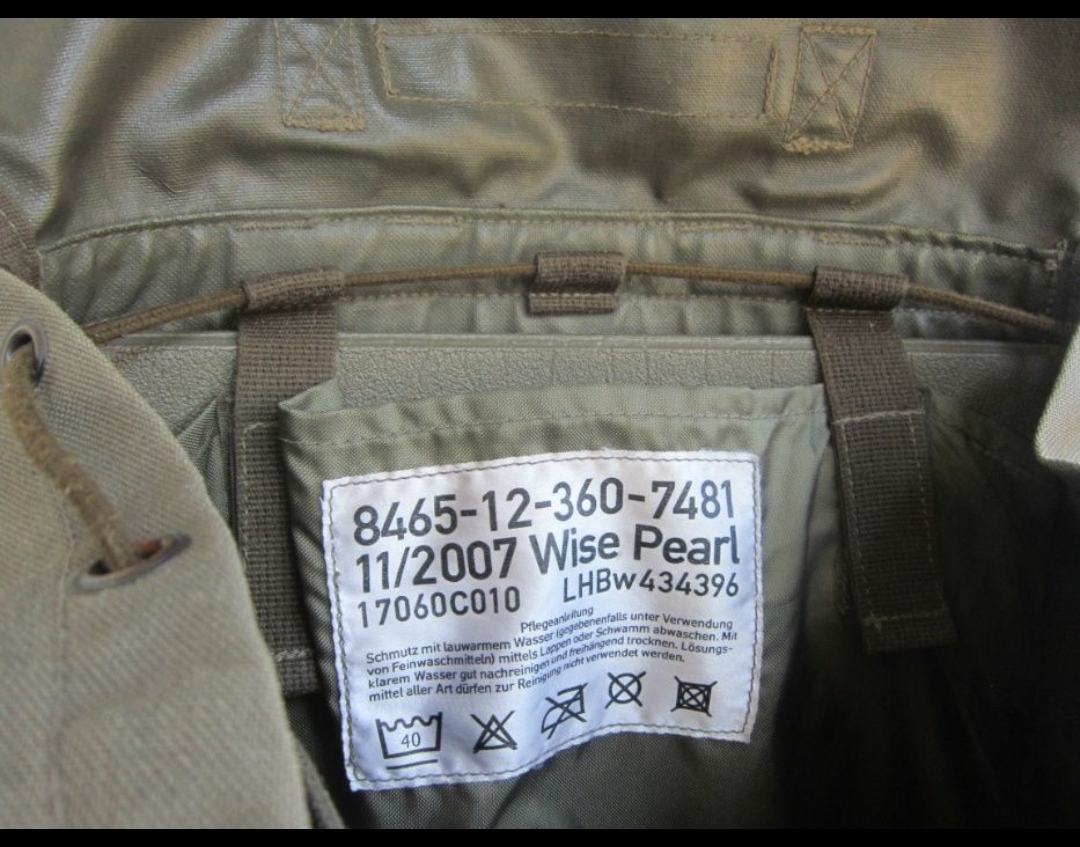 8465-12-360-7481
11/2007 Wise Pearl
17060C010 LHBw434396
Pflegeanleitung
Schmutz mit lauwarmem Wasser (gegebenenfalls unter Verwendung
von Feinwaschmitteln) mittels Lappen oder Schwamm abwaschen. Mit
klarem Wasser gut nachreinigen und freihängend trocknen. Lösungs-
mittel aller Art dürfen zur Reinigung nicht verwendet werden.
40